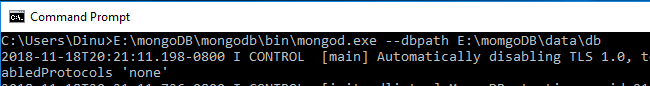 Command Prompt
C:\Users\Dinu>E:\mongoDB\mongodb\bin\mongod.exe --dbpath E:\momgoDB\data\db
2018-11-18T20:21:11.198-0800 I CONTROL  [main] Automatically disabling TLS 1.0, t
abledProtocols 'none'